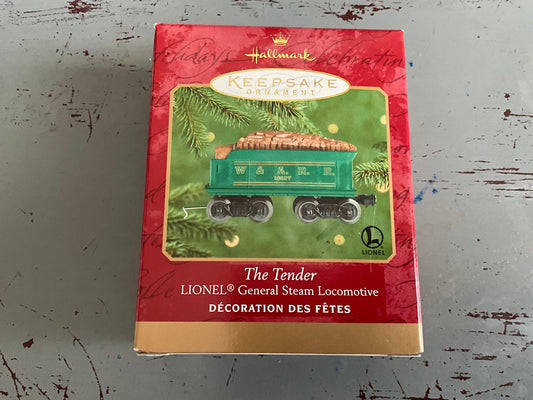 Hallmark
KEEPSAKE
ORNAMENT
W & A. R.R.
LIONEL
The Tender
LIONEL® General Steam Locomotive
DÉCORATION DES FÊTES